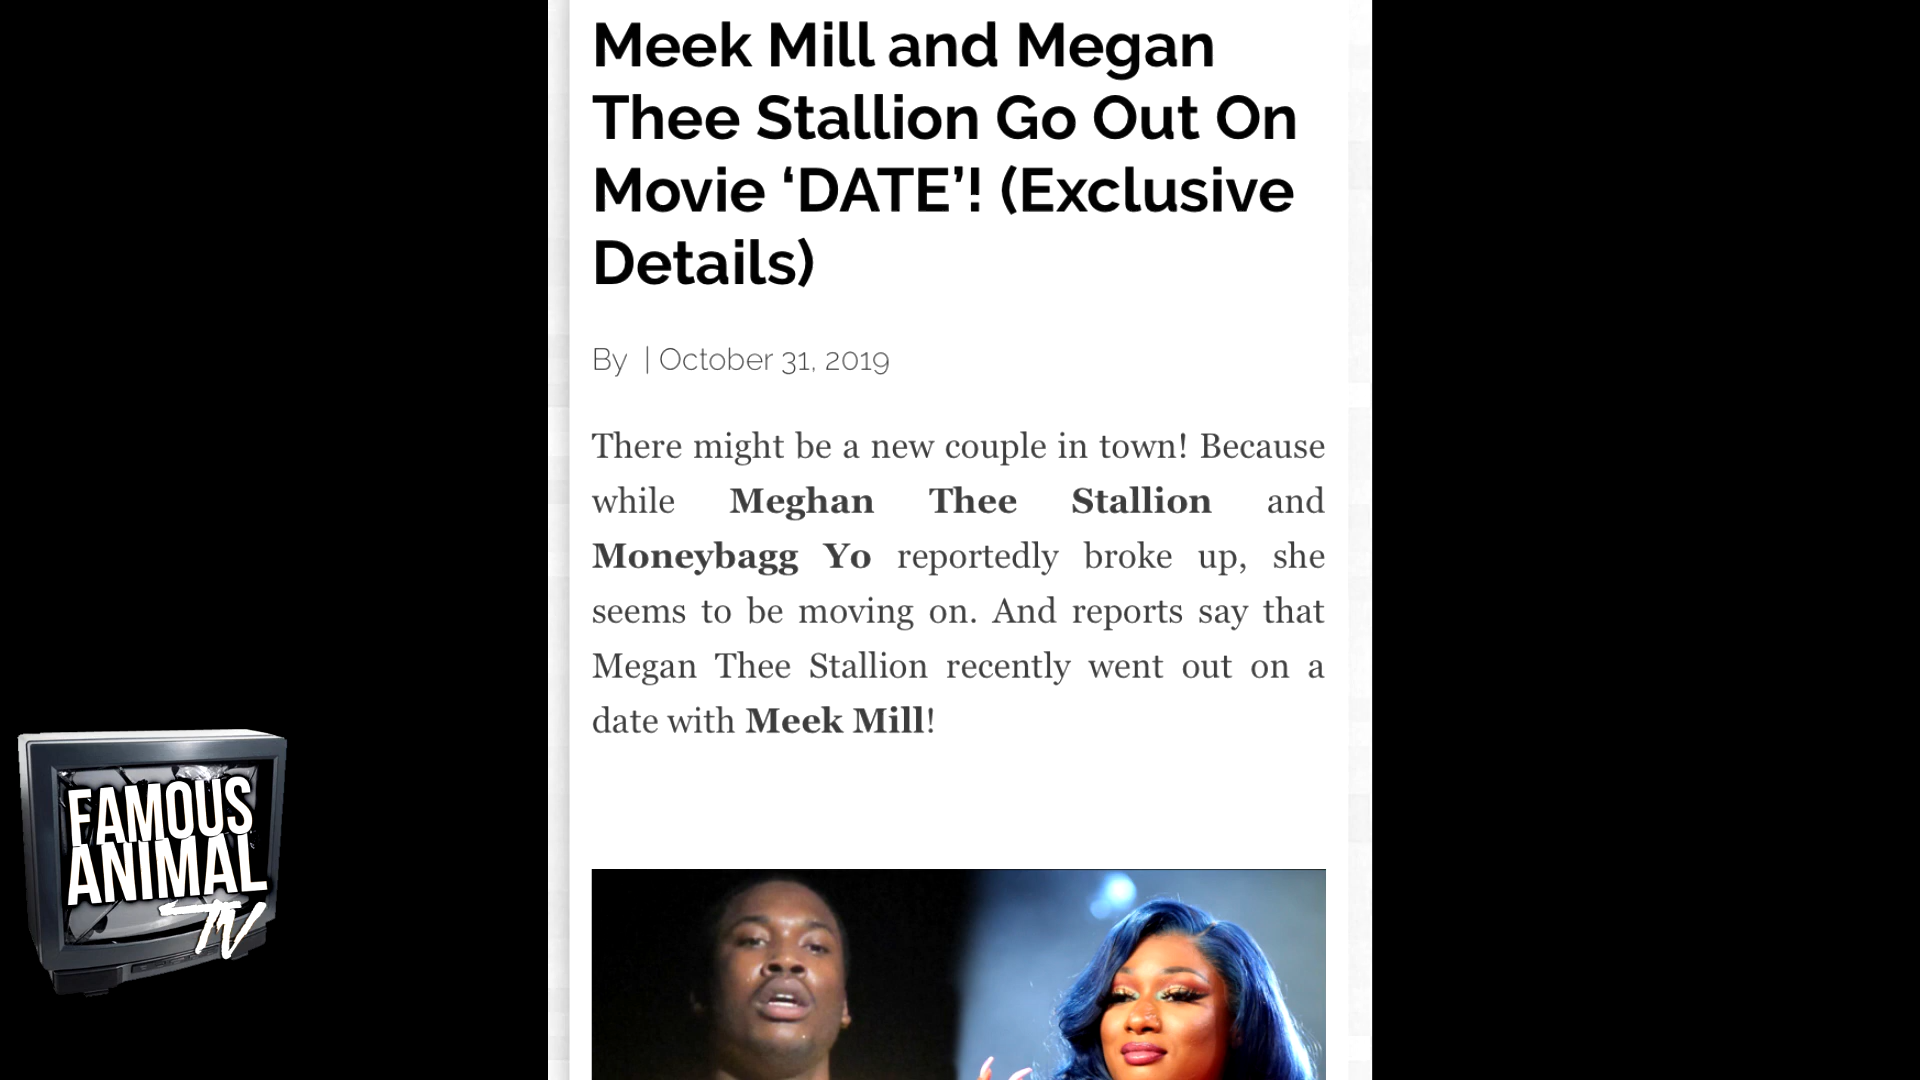 Meek Mill and Megan
Thee Stallion Go Out On
Movie ‘DATE’! (Exclusive
Details)
By | October 31, 2019
There might be a new couple in town! Because
while Meghan Thee Stallion and
Moneybagg Yo reportedly broke up, she
seems to be moving on. And reports say that
Megan Thee Stallion recently went out on a
date with Meek Mill!
FAMOUS
ANIMAL
TV